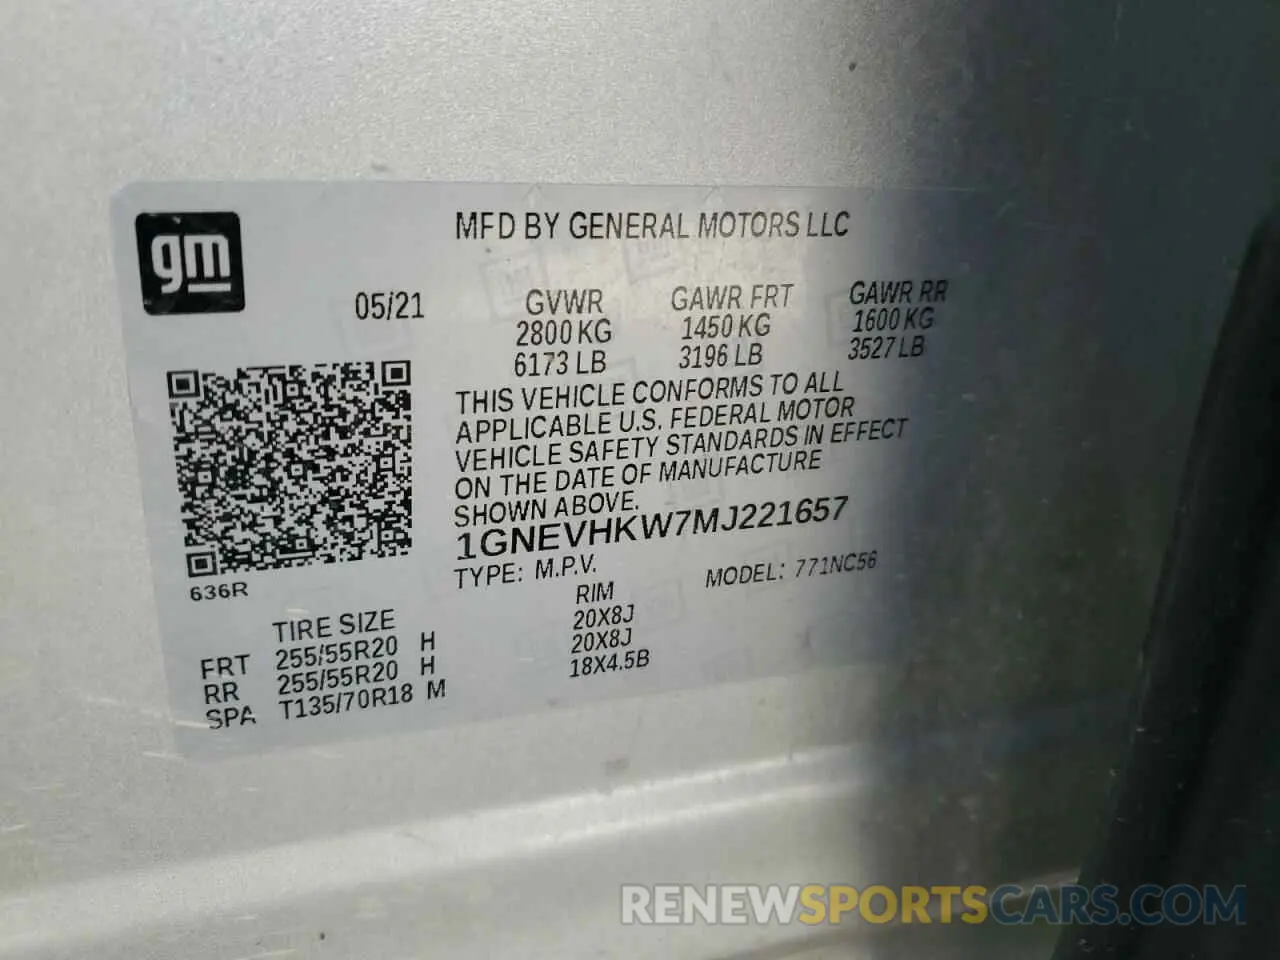 gm
MFD BY GENERAL MOTORS LLC
05/21
GVWR GAWR FRT GAWR RR
2800 KG 1450 KG 1600 KG
6173 LB 3196 LB 3527 LB
THIS VEHICLE CONFORMS TO ALL
APPLICABLE U.S. FEDERAL MOTOR
VEHICLE SAFETY STANDARDS IN EFFECT
ON THE DATE OF MANUFACTURE
SHOWN ABOVE.
1GNEVHKW7MJ221657
TYPE: M.P.V. MODEL: 771NC56
636R
TIRE SIZE RIM
FRT 255/55R20 H 20X8J
RR 255/55R20 H 20X8J
SPA T135/70R18 M 18X4.5B
RENEWSPORTSCARS.COM